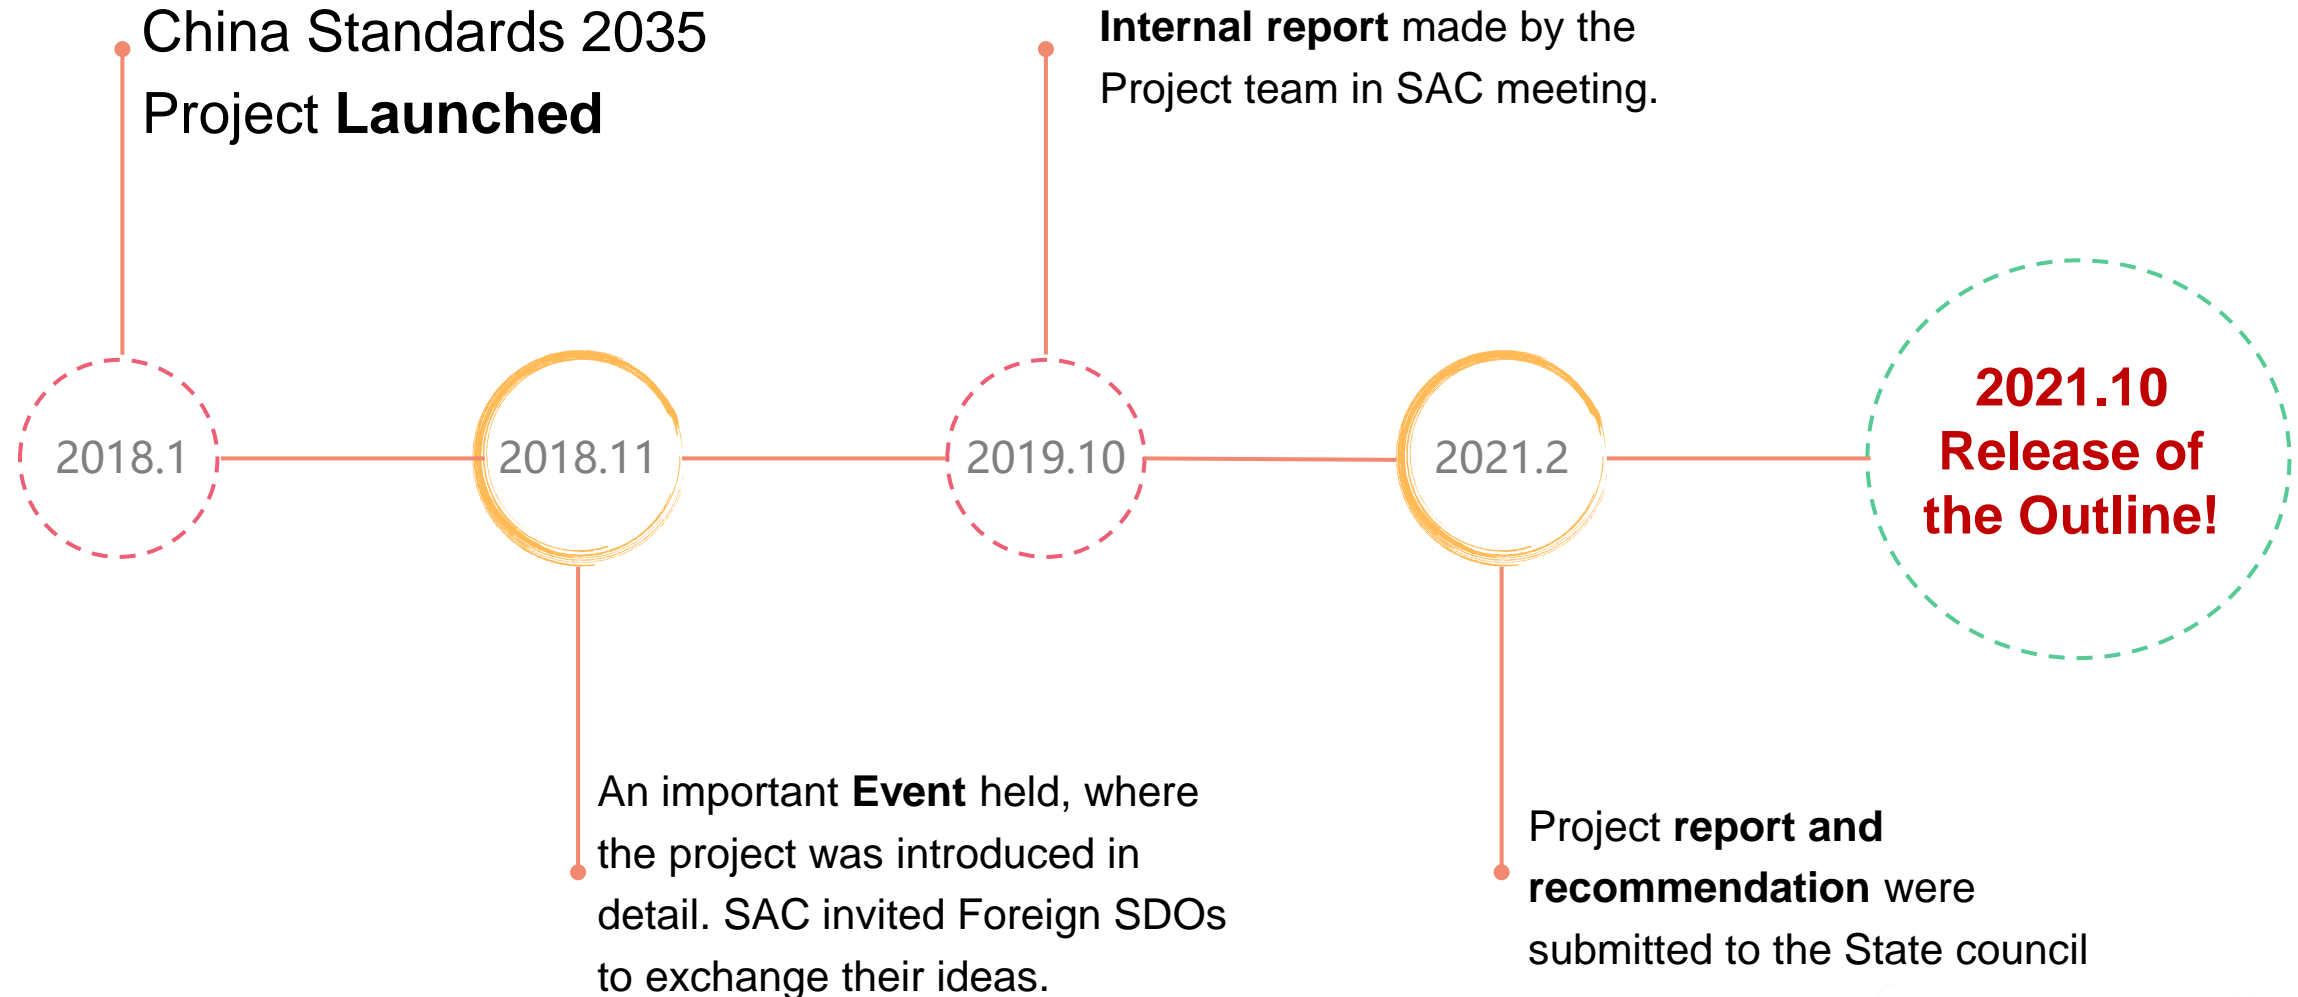 China Standards 2035
Project Launched
Internal report made by the
Project team in SAC meeting.
2018.1
2018.11
2019.10
2021.2
2021.10
Release of
the Outline!
An important Event held, where
the project was introduced in
detail. SAC invited Foreign SDOs
to exchange their ideas.
Project report and
recommendation were
submitted to the State council